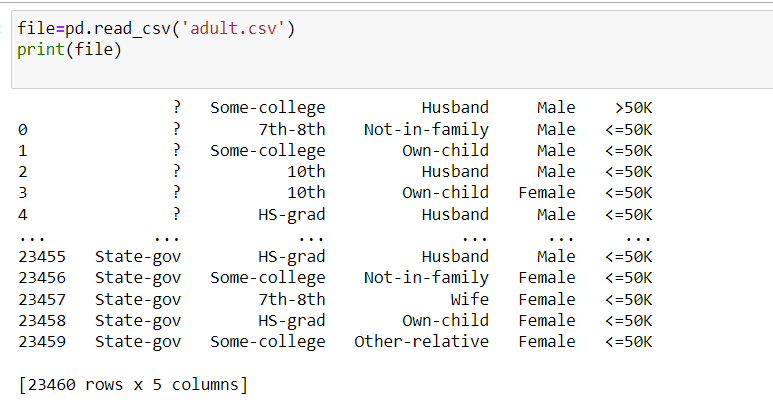 file=pd.read_csv('adult.csv')
print(file)
? Some-college Husband Male >50K
0 ? 7th-8th Not-in-family Male <=50K
1 ? Some-college Own-child Male <=50K
2 ? 10th Husband Male <=50K
3 ? 10th Own-child Female <=50K
4 ? HS-grad Husband Male <=50K
... ... ... ... ... ...
23455 State-gov HS-grad Husband Male <=50K
23456 State-gov Some-college Not-in-family Female <=50K
23457 State-gov 7th-8th Wife Female <=50K
23458 State-gov HS-grad Own-child Female <=50K
23459 State-gov Some-college Other-relative Female <=50K
[23460 rows x 5 columns]